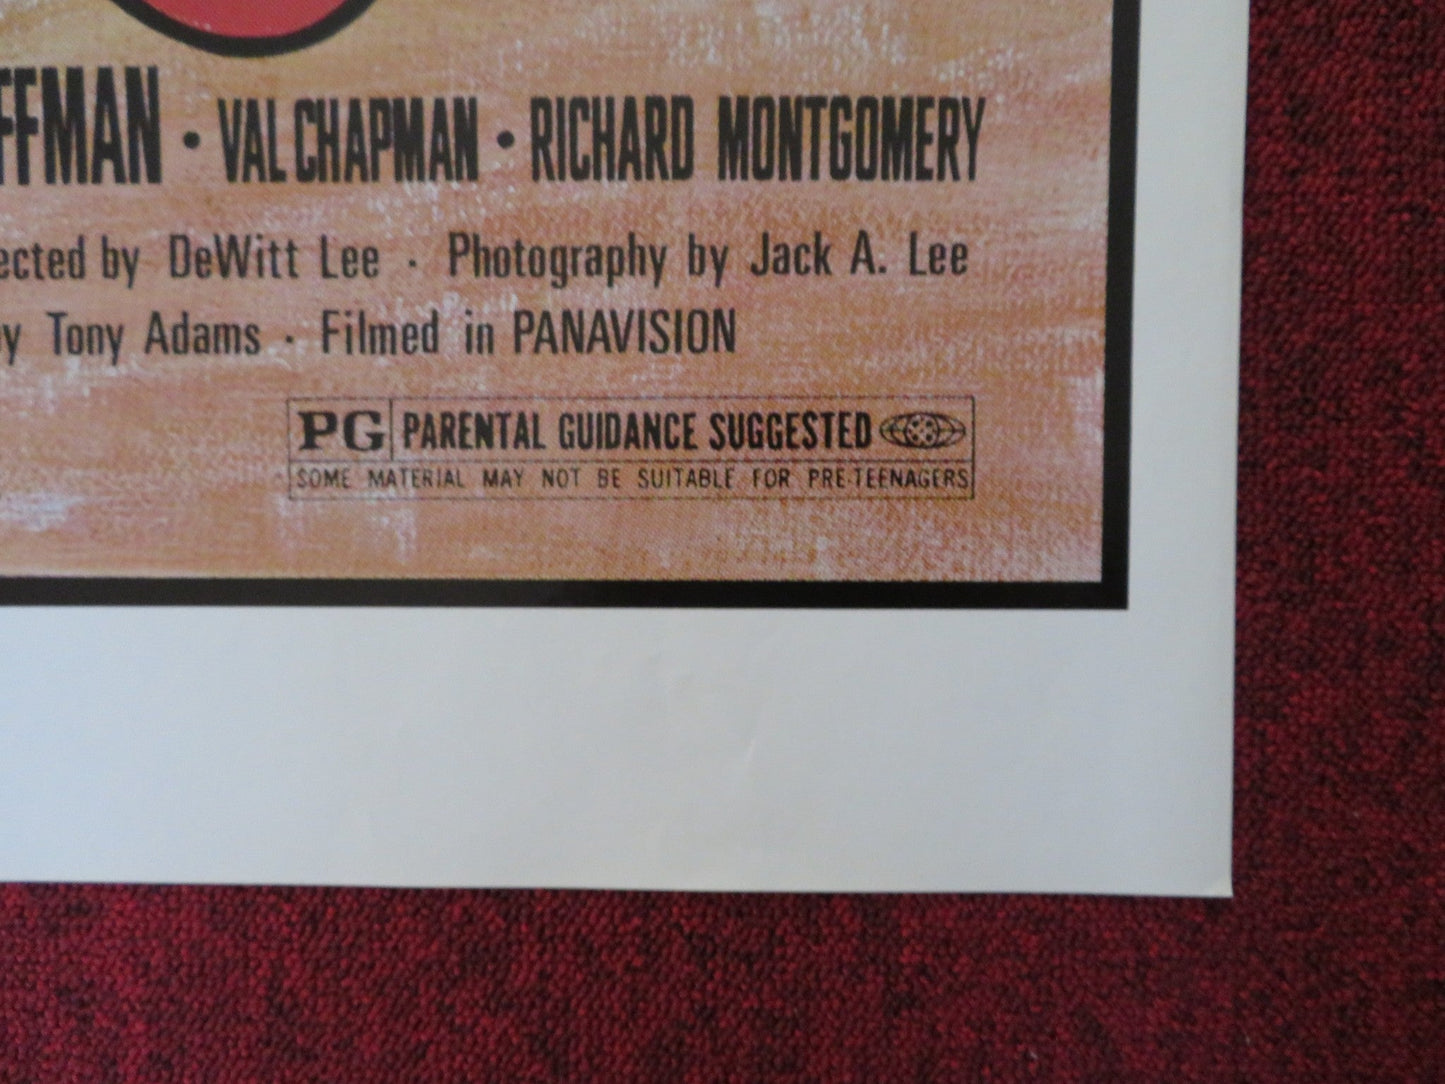 FFMAN • VAL CHAPMAN • RICHARD MONTGOMERY
ected by DeWitt Lee · Photography by Jack A. Lee
y Tony Adams · Filmed in PANAVISION
PG PARENTAL GUIDANCE SUGGESTED
SOME MATERIAL MAY NOT BE SUITABLE FOR PRE-TEENAGERS